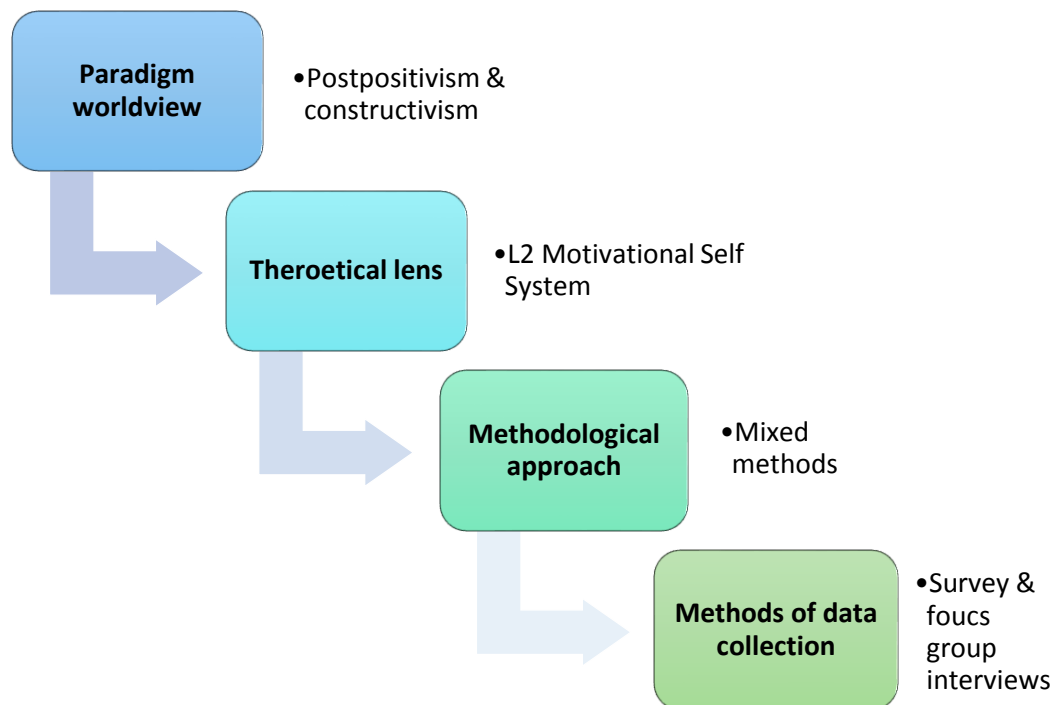 Paradigm
worldview
•Postpositivism &
constructivism
Theroetical lens
•L2 Motivational Self
System
Methodological
approach
•Mixed
methods
Methods of data
collection
•Survey &
foucs
group
interviews